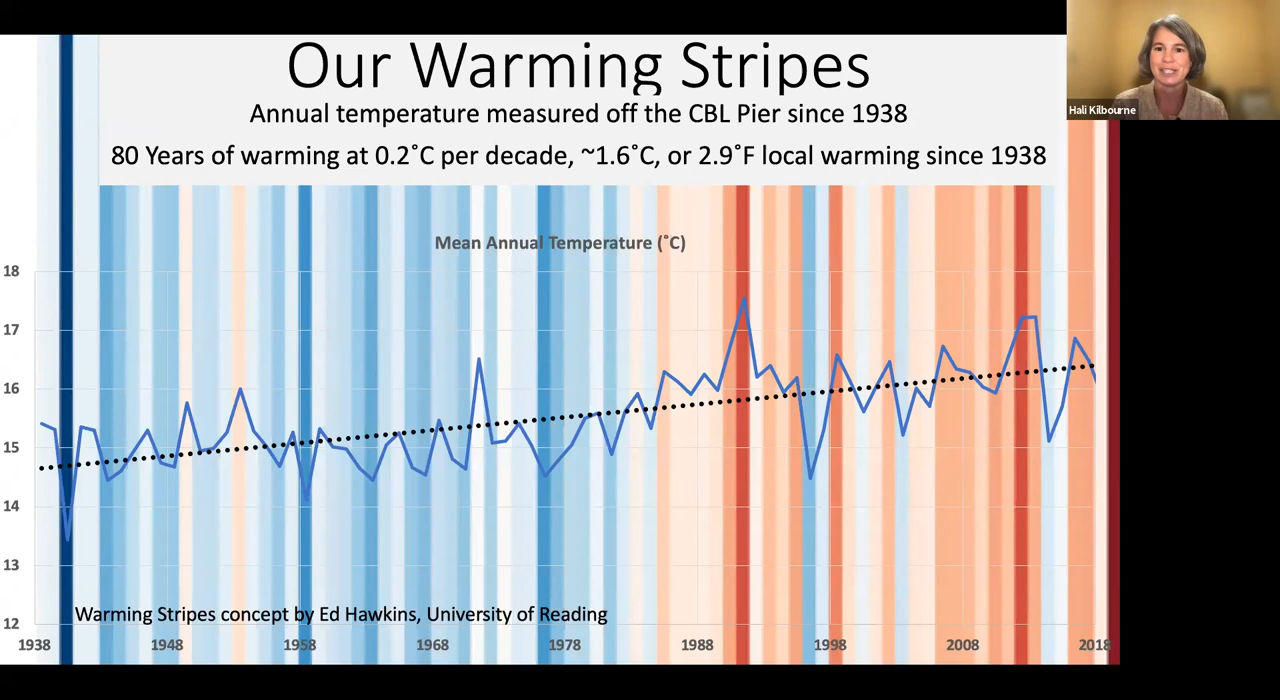 Our Warming Stripes
Annual temperature measured off the CBL Pier since 1938
80 Years of warming at 0.2˚C per decade, ~1.6˚C, or 2.9˚F local warming since 1938
Hali Kilbourne
Mean Annual Temperature (˚C)
18
17
16
15
14
13
12
Warming Stripes concept by Ed Hawkins, University of Reading
1938 1948 1958 1968 1978 1988 1998 2008 2018